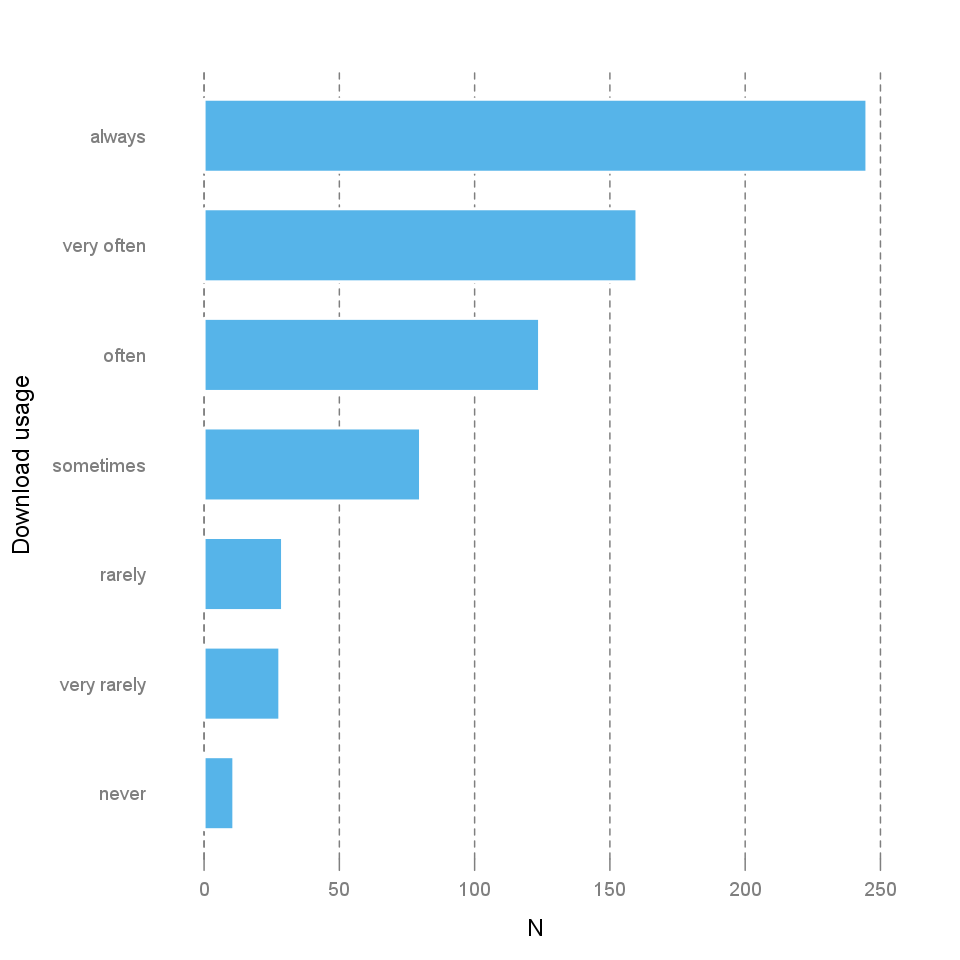 always
very often
often
sometimes
rarely
very rarely
never
Download usage
0 50 100 150 200 250
N